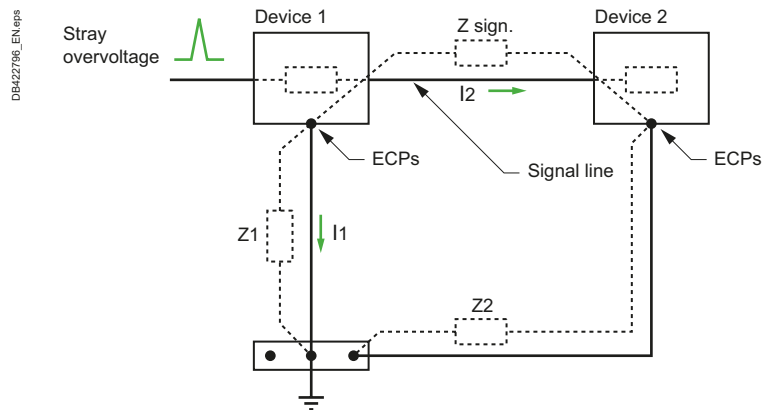 DB422796_EN.eps
Stray
overvoltage
Device 1
Z sign.
Device 2
I2
ECPs
Signal line
ECPs
Z1
I1
Z2